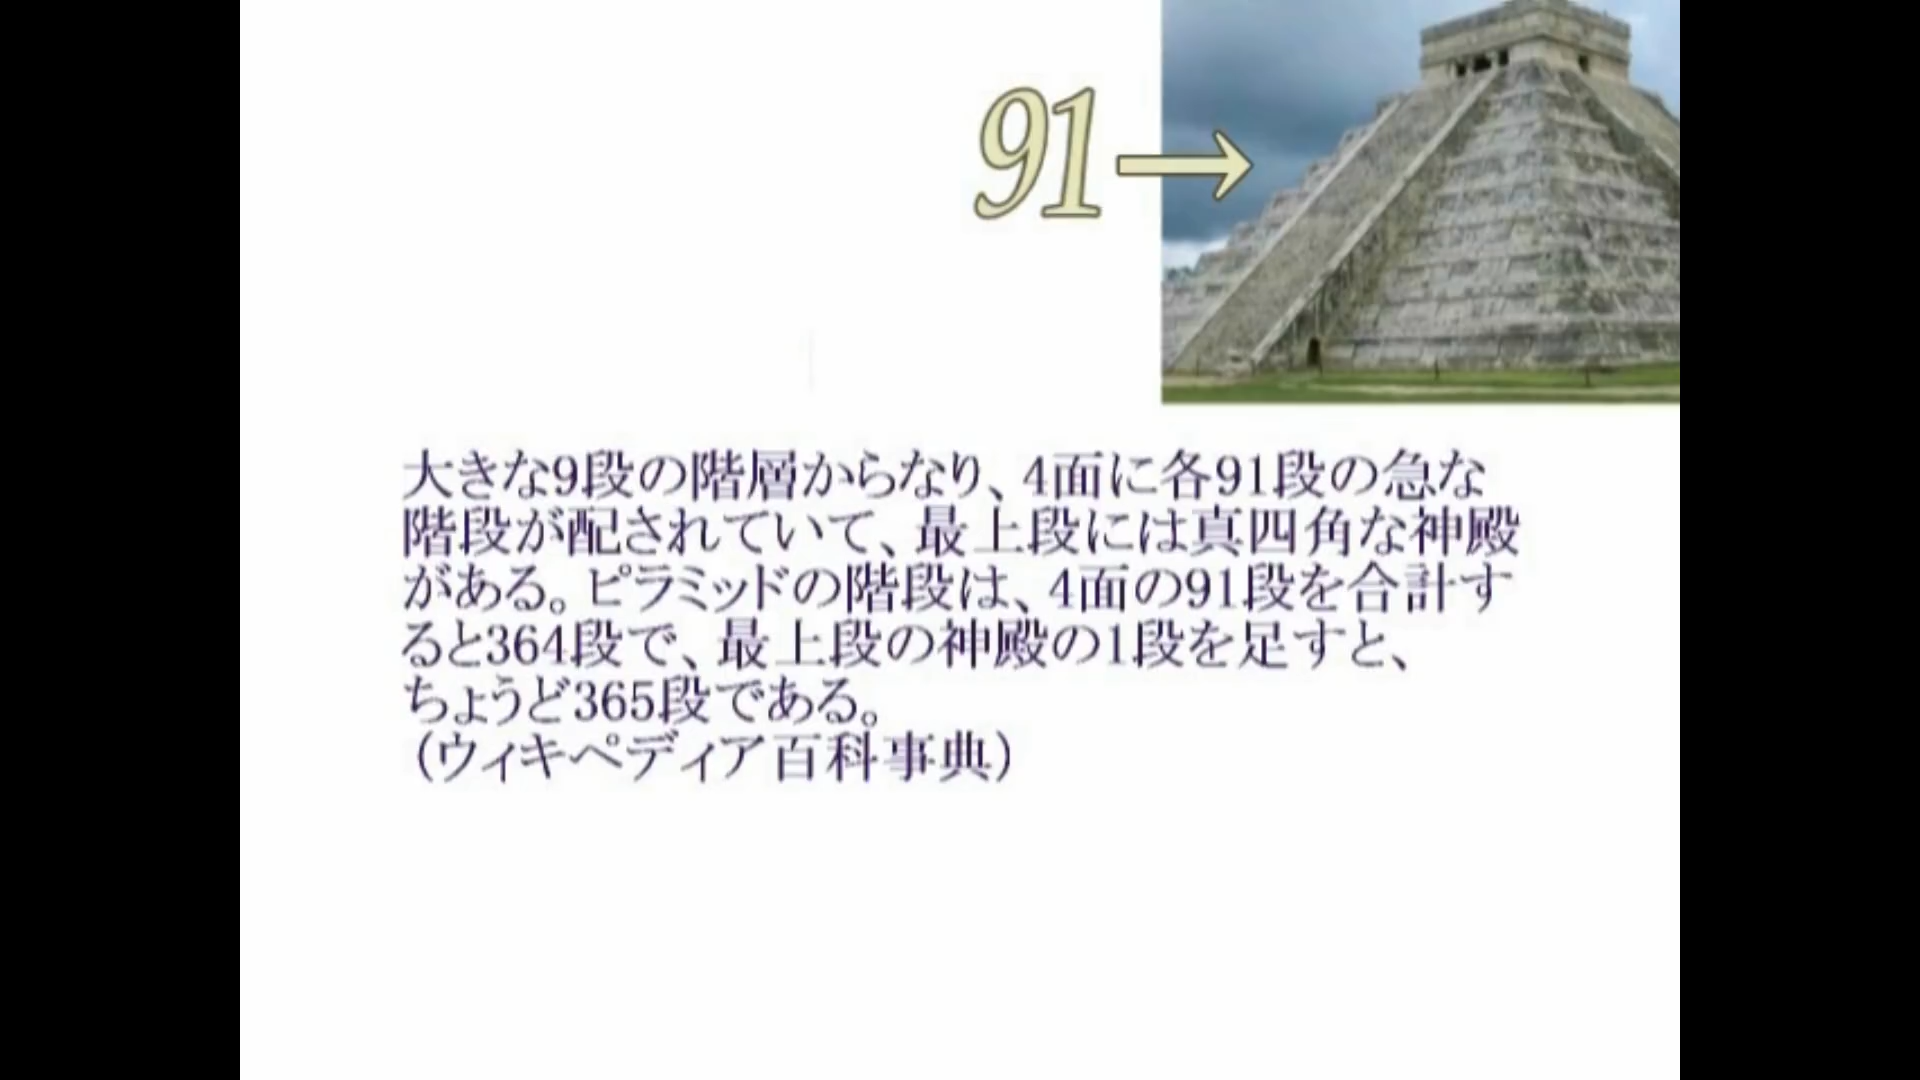 91→
大きな9段の階層からなり、4面に各91段の急な
階段が配されていて、最上段には真四角な神殿
がある。ピラミッドの階段は、4面の91段を合計す
ると364段で、最上段の神殿の1段を足すと、
ちょうど365段である。
（ウィキペディア百科事典）